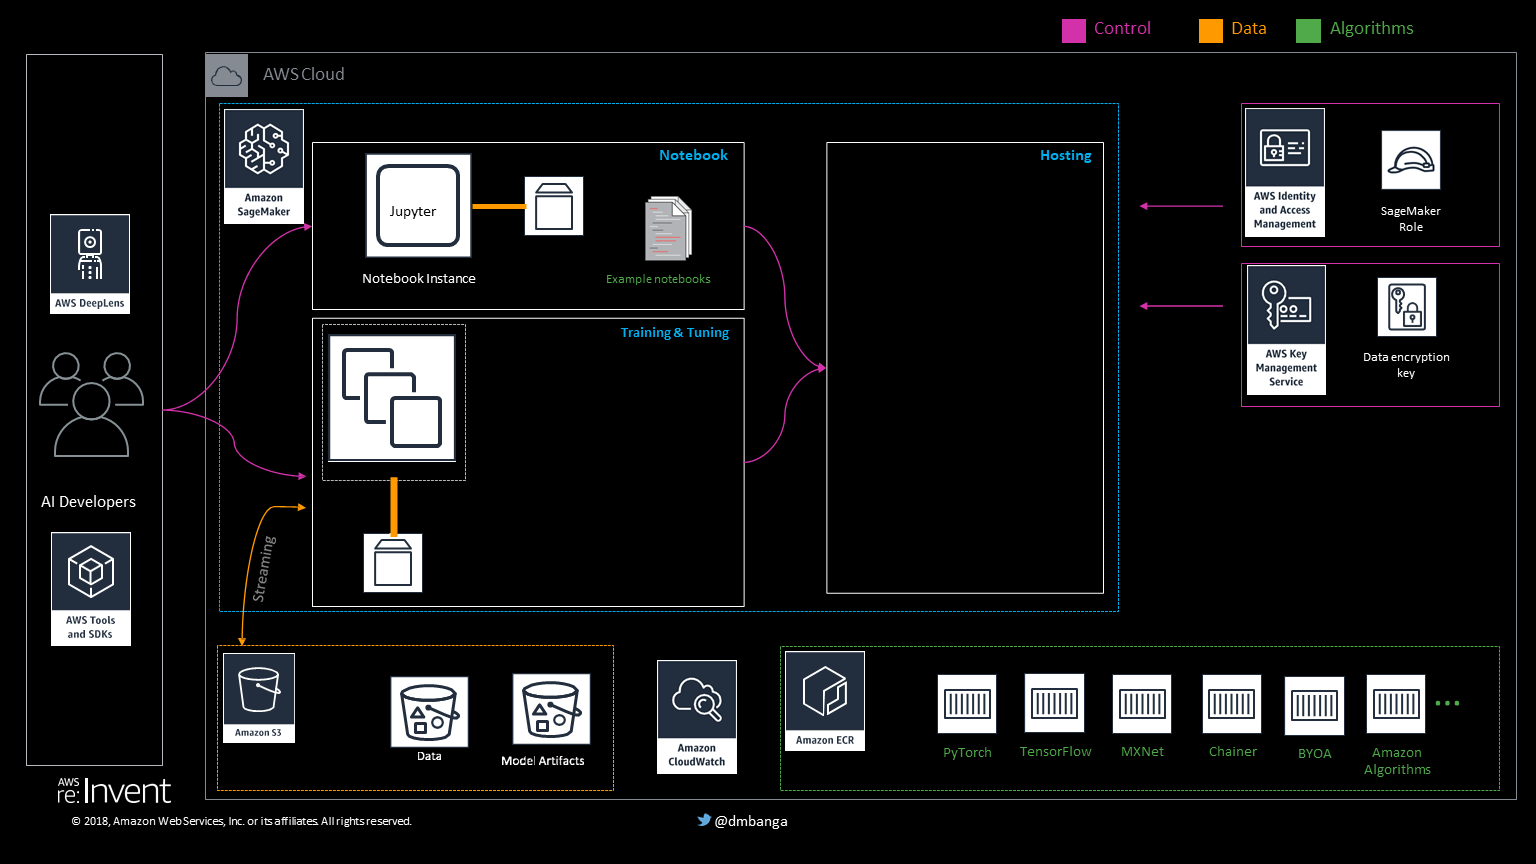 Control
Data
Algorithms
AWS Cloud
Amazon
SageMaker
Notebook
Jupyter
Notebook Instance
Example notebooks
Hosting
AWS Identity
and Access
Management
SageMaker
Role
AWS DeepLens
Training & Tuning
AWS Key
Management
Service
Data encryption
key
AI Developers
Streaming
AWS Tools
and SDKs
Amazon S3
Data
Model Artifacts
Amazon
CloudWatch
Amazon ECR
PyTorch
TensorFlow
MXNet
Chainer
BYOA
Amazon
Algorithms
...
AWS
re:Invent
© 2018, Amazon Web Services, Inc. or its affiliates. All rights reserved.
@dmbanga